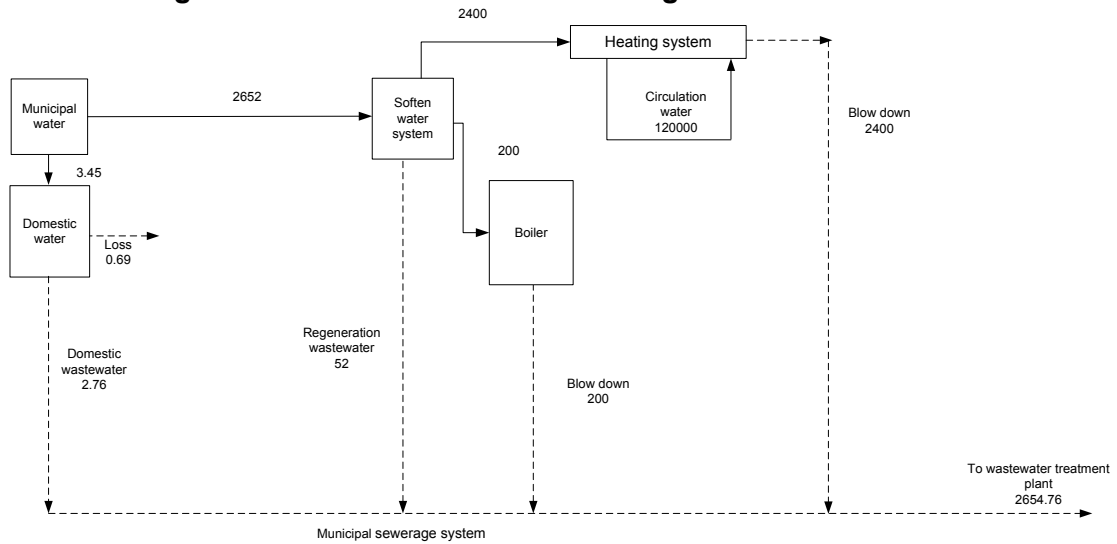 2400
Heating system
Municipal
water
2652
Soften
water
system
Circulation
water
120000
Blow down
2400
3.45
200
Domestic
water
Loss
0.69
Boiler
Domestic
wastewater
2.76
Regeneration
wastewater
52
Blow down
200
To wastewater treatment
plant
2654.76
Municipal sewerage system